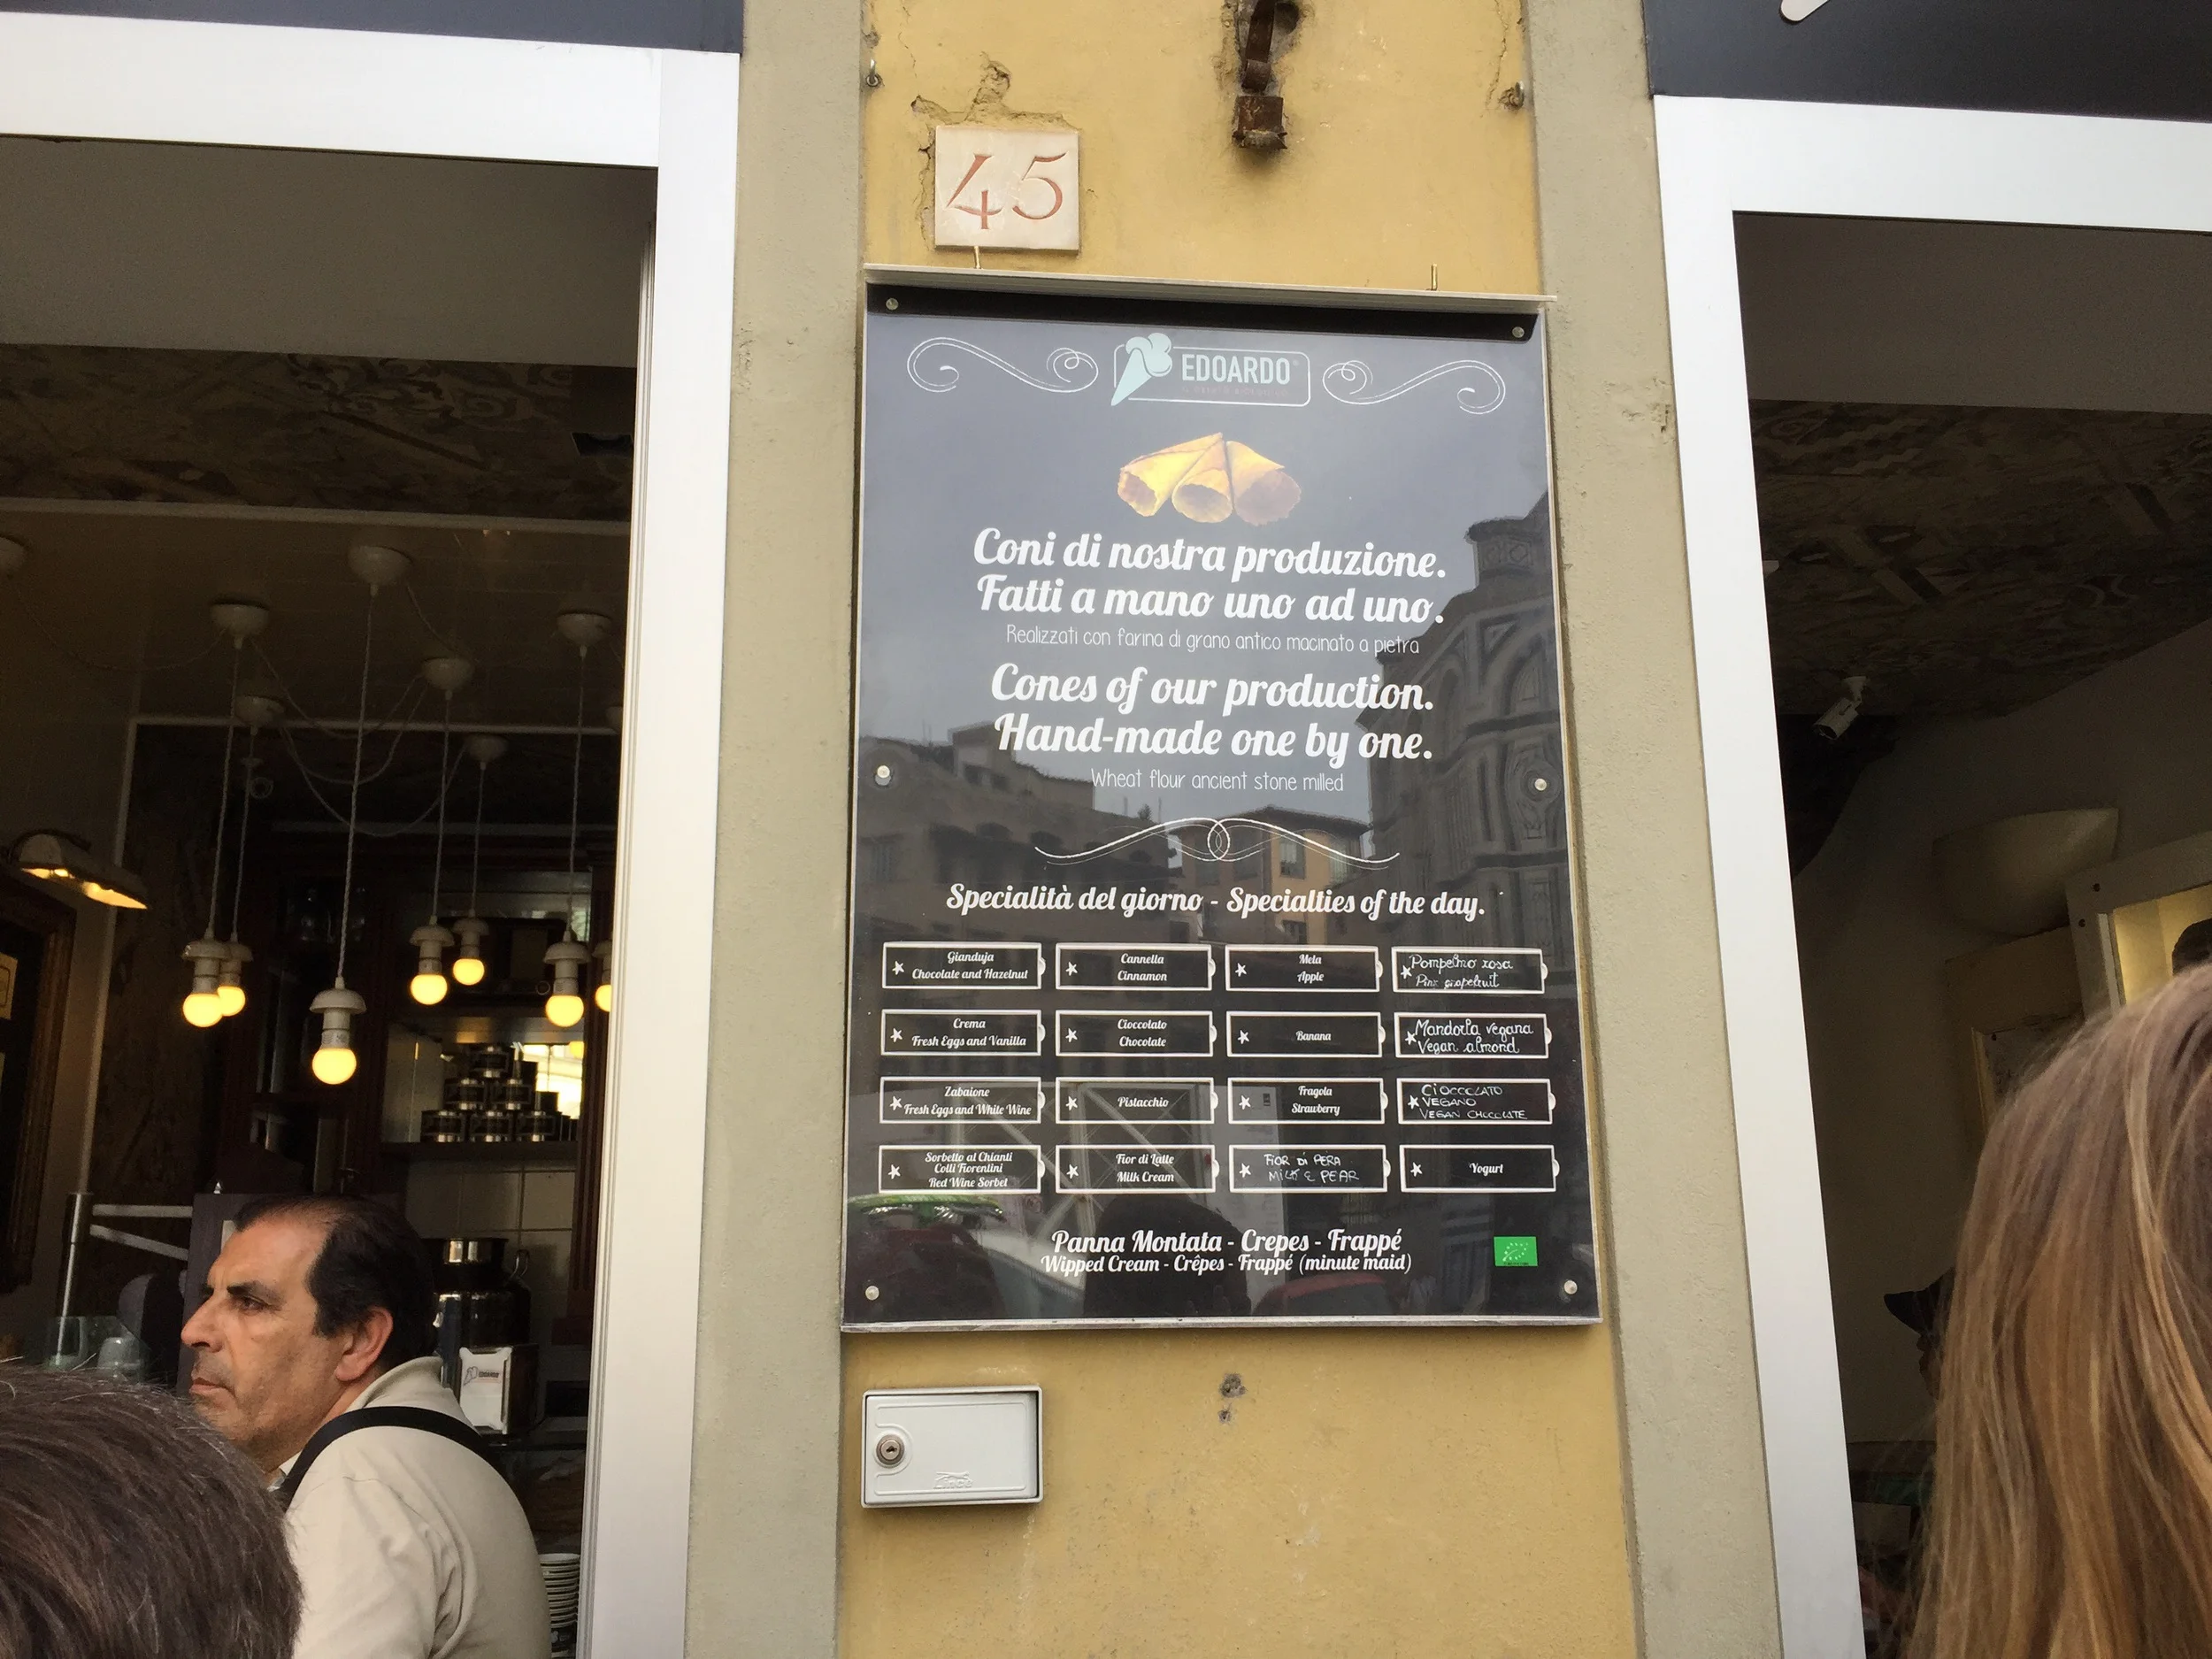 45
EDOARDO
Coni di nostra produzione.
Fatti a mano uno ad uno.
Realizzati con farina di grano antico macinato a pietra
Cones of our production.
Hand-made one by one.
Wheat flour ancient stone milled
Specialità del giorno - Specialties of the day.
Gianduja
Chocolate and Hazelnut
Cannella
Cinnamon
Mela
Apple
Pompelmo rosa
Pink grapefruit
Crema
Fresh Eggs and Vanilla
Cioccolato
Chocolate
Banana
Mandorla vegana
Vegan almond
Zabaione
Fresh Eggs and White Wine
Pistacchio
Fragola
Strawberry
CIOCCOLATO
VEGANO
VEGAN CHOCOLATE
Sorbetto al Chianti
Colli Fiorentini
Red Wine Sorbet
Fior di Latte
Milk Cream
FIOR DI PERA
MILK E PEAR
Yogurt
Panna Montata - Crepes - Frappé
Wipped Cream - Crêpes - Frappé (minute maid)
EDOARDO